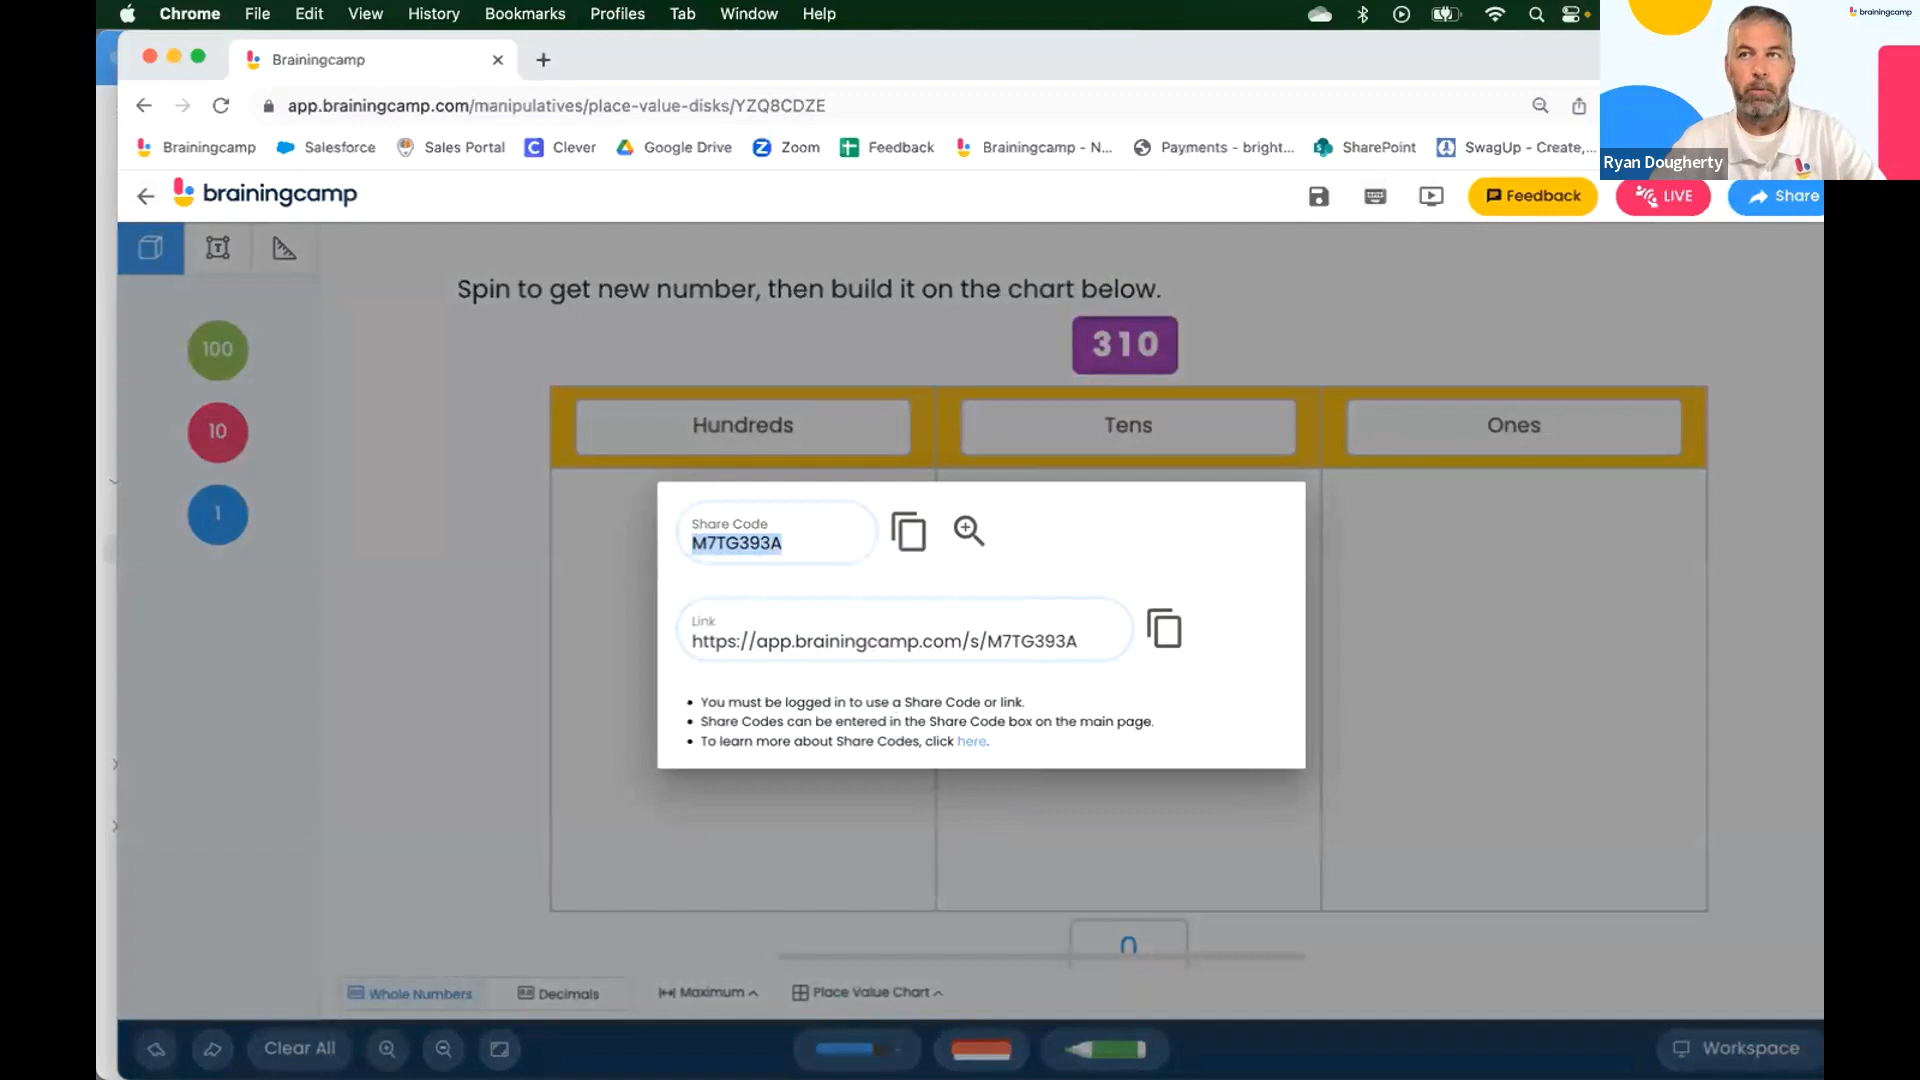 Chrome File Edit View History Bookmarks Profiles Tab Window Help
brainingcamp
Brainingcamp
app.brainingcamp.com/manipulatives/place-value-disks/YZQ8CDZE
Brainingcamp Salesforce Sales Portal Clever Google Drive Zoom Feedback Brainingcamp - N... Payments - bright... SharePoint SwagUp - Create,...
Ryan Dougherty
brainingcamp
Feedback
LIVE
Share
T
Spin to get new number, then build it on the chart below.
310
100
10
1
Hundreds
Tens
Ones
Share Code
M7TG393A
Link
https://app.brainingcamp.com/s/M7TG393A
• You must be logged in to use a Share Code or link.
• Share Codes can be entered in the Share Code box on the main page.
• To learn more about Share Codes, click here.
0
Whole Numbers
Decimals
Maximum
Place Value Chart
Clear All
Workspace